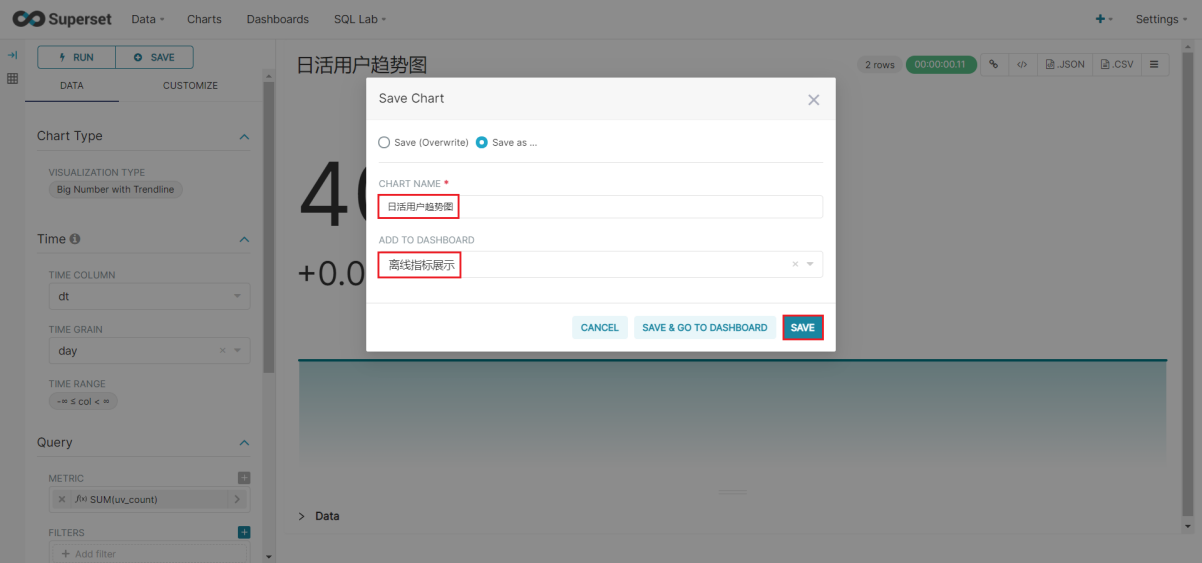 Superset Data Charts Dashboards SQL Lab + Settings
RUN SAVE
DATA CUSTOMIZE
日活用户趋势图
2 rows 00:00:00.11 </> .JSON .CSV
Chart Type
VISUALIZATION TYPE
Big Number with Trendline
Time
TIME COLUMN
dt
TIME GRAIN
day
TIME RANGE
-∞ ≤ col < ∞
Query
METRIC
f(x) SUM(uv_count)
FILTERS
+ Add filter
+0.0
Save Chart
Save (Overwrite) Save as ...
CHART NAME *
日活用户趋势图
ADD TO DASHBOARD
离线指标展示
CANCEL SAVE & GO TO DASHBOARD SAVE
Data